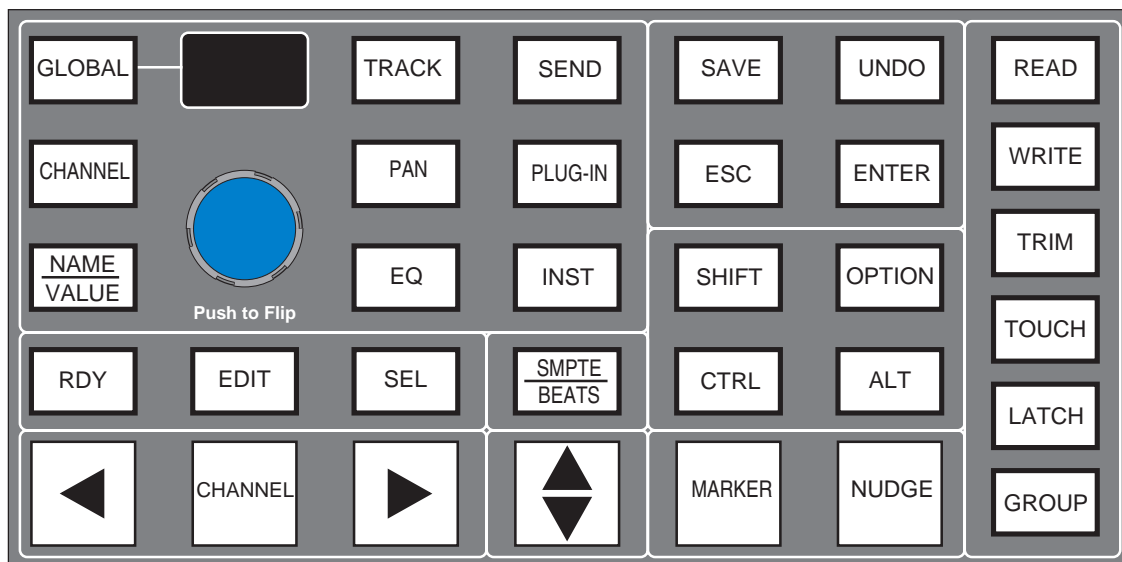 GLOBAL
TRACK
SEND
SAVE
UNDO
READ
CHANNEL
PAN
PLUG-IN
ESC
ENTER
WRITE
NAME
VALUE
Push to Flip
EQ
INST
SHIFT
OPTION
TRIM
RDY
EDIT
SEL
SMPTE
BEATS
CTRL
ALT
TOUCH
LATCH
CHANNEL
MARKER
NUDGE
GROUP